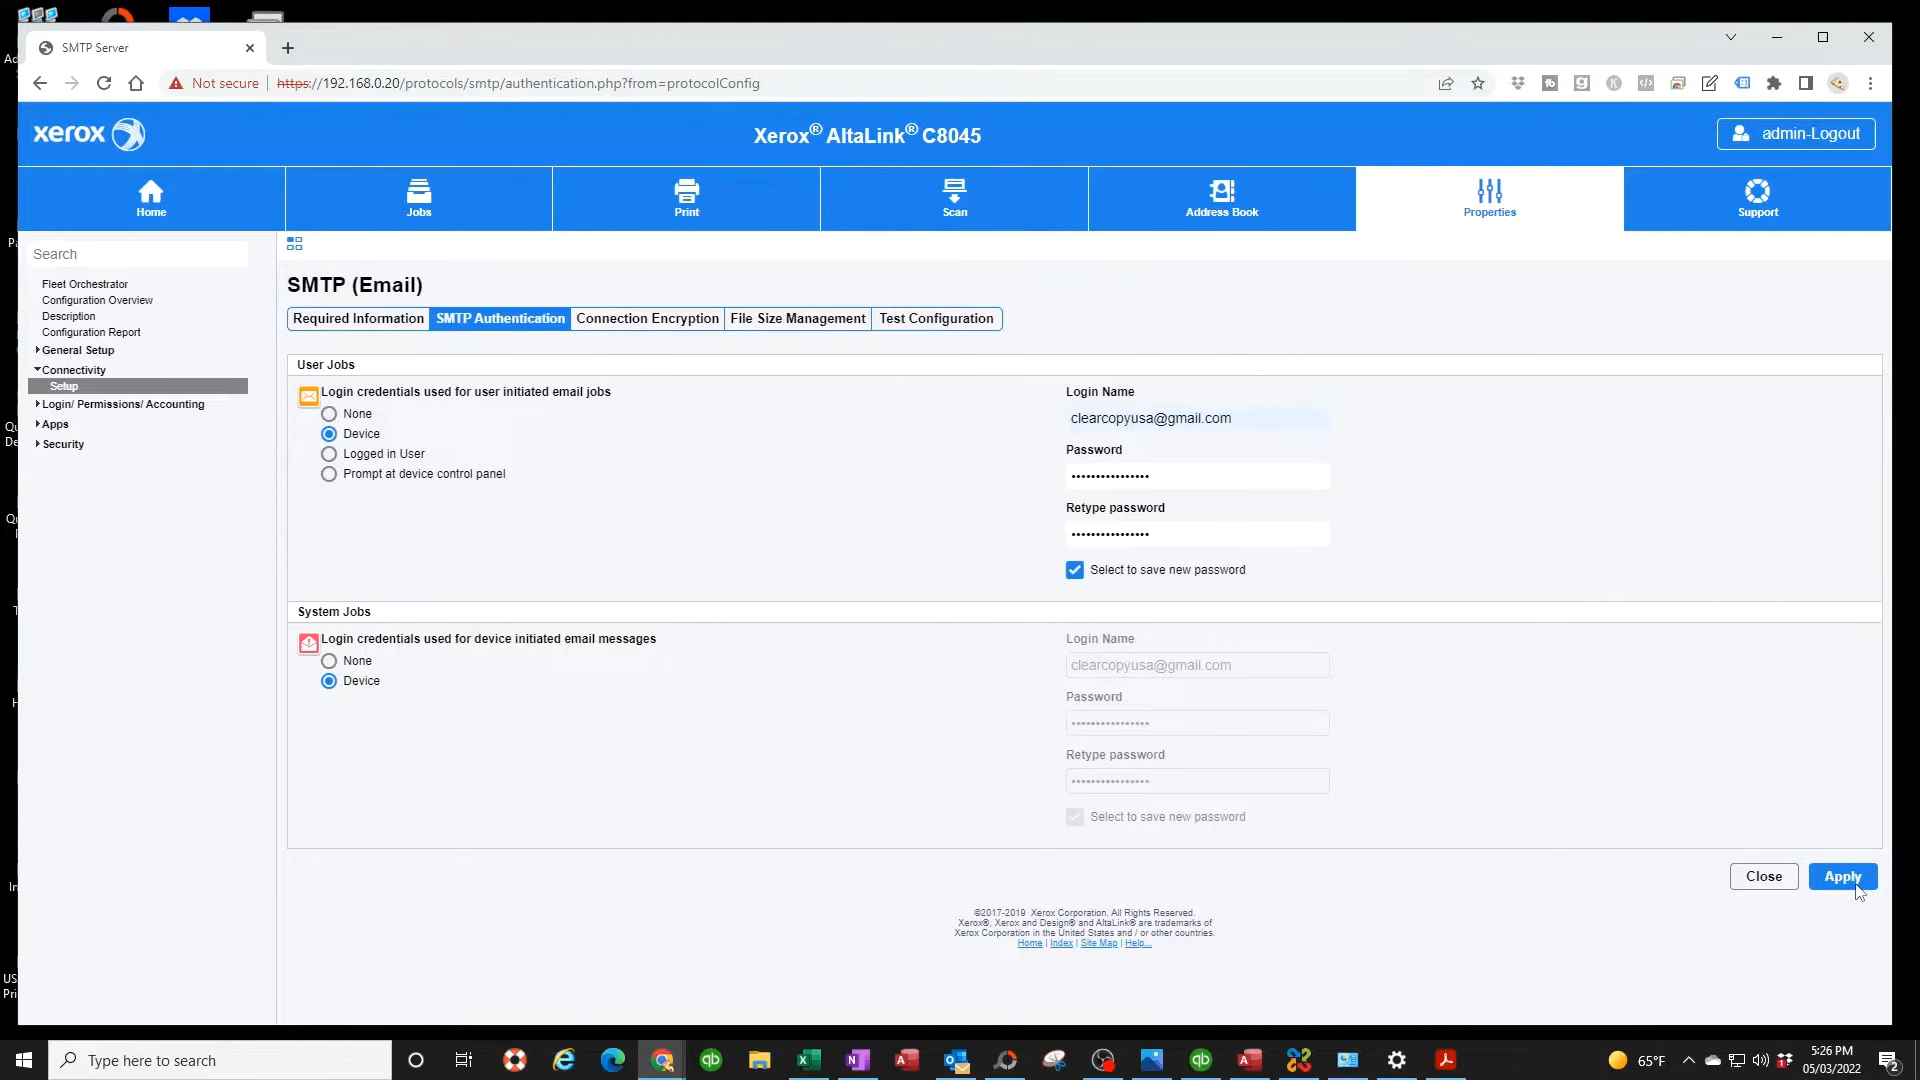 SMTP Server
Not secure
https://192.168.0.20/protocols/smtp/authentication.php?from=protocolConfig
xerox
Xerox® AltaLink® C8045
admin-Logout
Home
Jobs
Print
Scan
Address Book
Properties
Support
Search
Fleet Orchestrator
Configuration Overview
Description
Configuration Report
General Setup
Connectivity
Setup
Login/ Permissions/ Accounting
Apps
Security
SMTP (Email)
Required Information
SMTP Authentication
Connection Encryption
File Size Management
Test Configuration
User Jobs
Login credentials used for user initiated email jobs
None
Device
Logged in User
Prompt at device control panel
Login Name
clearcopyusa@gmail.com
Password
••••••••••••••••
Retype password
••••••••••••••••
Select to save new password
System Jobs
Login credentials used for device initiated email messages
None
Device
Login Name
clearcopyusa@gmail.com
Password
••••••••••••••••
Retype password
••••••••••••••••
Select to save new password
Close
Apply
©2017-2019 Xerox Corporation. All Rights Reserved.
Xerox®, Xerox and Design® and AltaLink® are trademarks of
Xerox Corporation in the United States and / or other countries.
Home | Index | Site Map | Help...
Type here to search
65°F
5:26 PM
05/03/2022
2